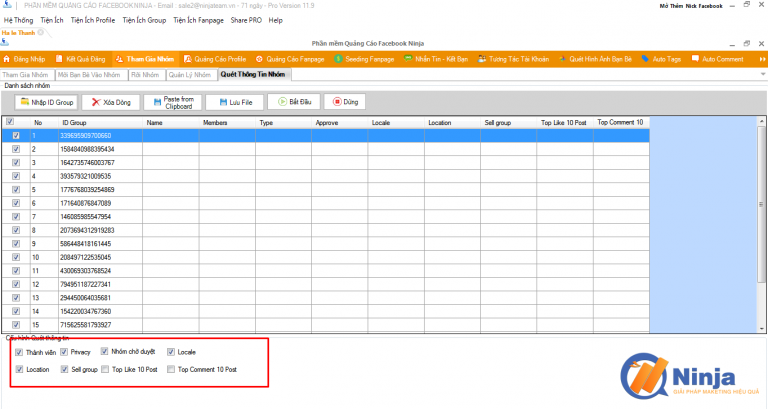 PHẦN MỀM QUẢNG CÁO FACEBOOK NINJA - Email : sale2@ninjateam.vn - 71 ngày - Pro Version 11.9
Hệ Thống Tiện Ích Tiện Ích Profile Tiện Ích Group Tiện Ích Fanpage Share PRO Help Mở Thêm Nick Facebook
Ha le Thanh
Phần mềm Quảng Cáo Facebook Ninja
Đăng Nhập Kết Quả Đăng Tham Gia Nhóm Quảng Cáo Profile Quảng Cáo Fanpage Seeding Fanpage Nhắn Tin - Kết Bạn Tương Tác Tài Khoản Quét Hình Ảnh Bạn Bè Auto Tags Auto Comment
Tham Gia Nhóm Mời Bạn Bè Vào Nhóm Rời Nhóm Quản Lý Nhóm Quét Thông Tin Nhóm
Danh sách nhóm
Nhập ID Group Xóa Dòng Paste from Clipboard Lưu File Bắt Đầu Dừng
No ID Group Name Members Type Approve Locale Location Sell group Top Like 10 Post Top Comment 10
1 339695909700660
2 1584840988395434
3 1642735746003767
4 393579321009535
5 1776768039254869
6 171640876847089
7 146085985547954
8 2073694312919283
9 586448418161445
10 208497122535045
11 430069303768524
12 794951187227341
13 294450064035681
14 154220034767360
15 715625581793927
Cấu hình Quét thông tin
Thành viên Privacy Nhóm chờ duyệt Locale
Location Sell group Top Like 10 Post Top Comment 10 Post
Ninja
GIẢI PHÁP MAKETING HIỆU QUẢ